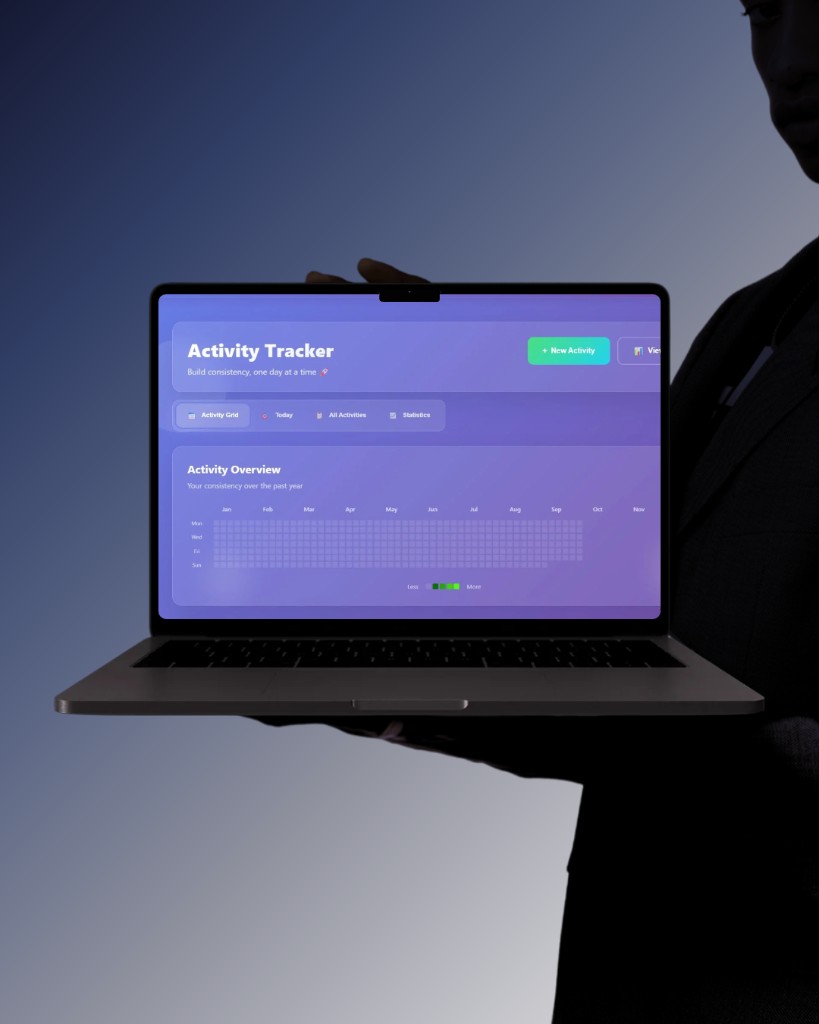 Activity Tracker
Build consistency, one day at a time
+ New Activity
Activity Grid Today All Activities Statistics
Activity Overview
Your consistency over the past year
Jan Feb Mar Apr May Jun Jul Aug Sep Oct Nov
Mon
Wed
Fri
Sun
Less More